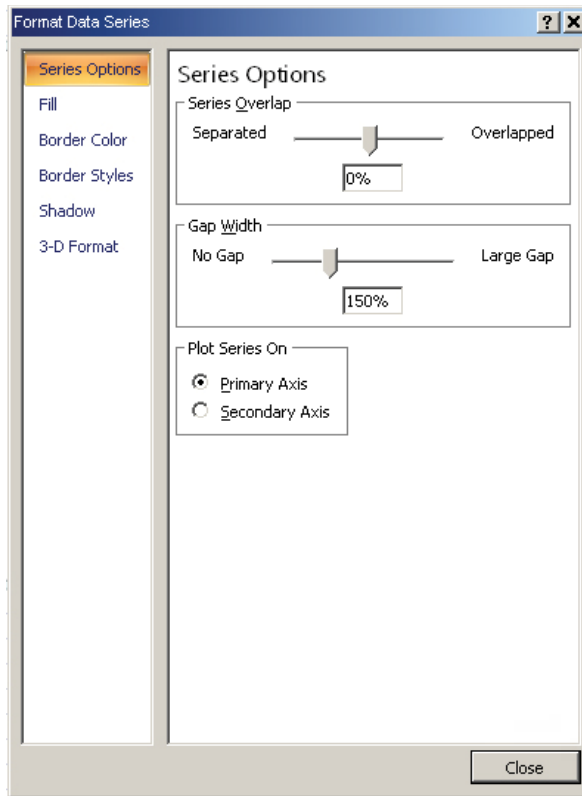 Format Data Series
Series Options
Fill
Border Color
Border Styles
Shadow
3-D Format
Series Options
Series Overlap
Separated Overlapped
0%
Gap Width
No Gap Large Gap
150%
Plot Series On
Primary Axis
Secondary Axis
Close